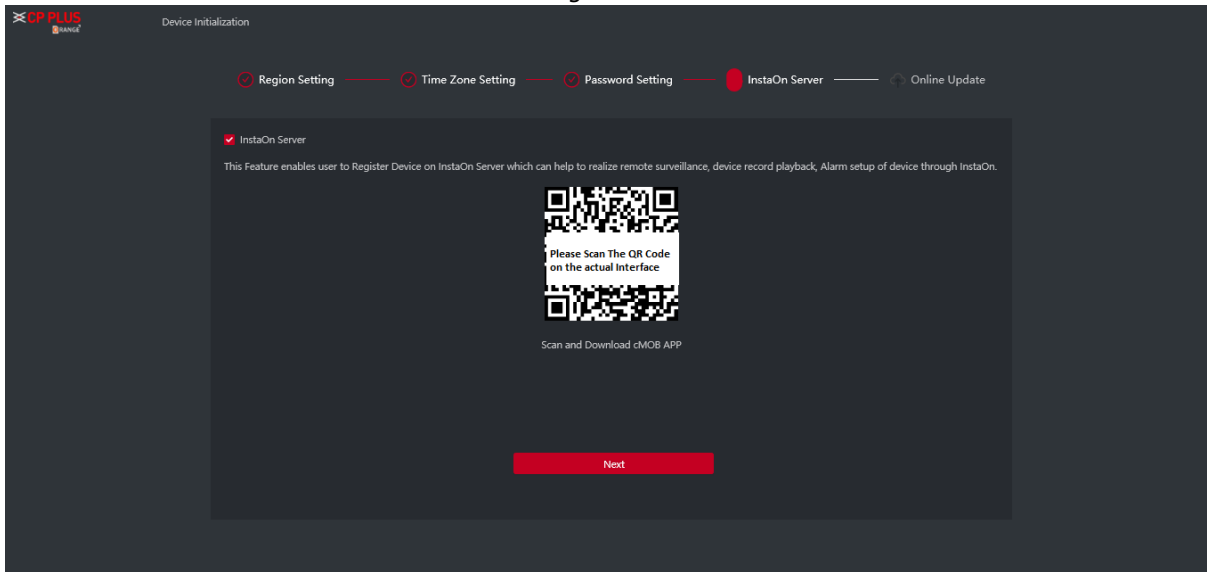 CP PLUS
ORANGE
Device Initialization
Region Setting
Time Zone Setting
Password Setting
InstaOn Server
Online Update
InstaOn Server
This Feature enables user to Register Device on InstaOn Server which can help to realize remote surveillance, device record playback, Alarm setup of device through InstaOn.
Please Scan The QR Code
on the actual Interface
Scan and Download cMOB APP
Next